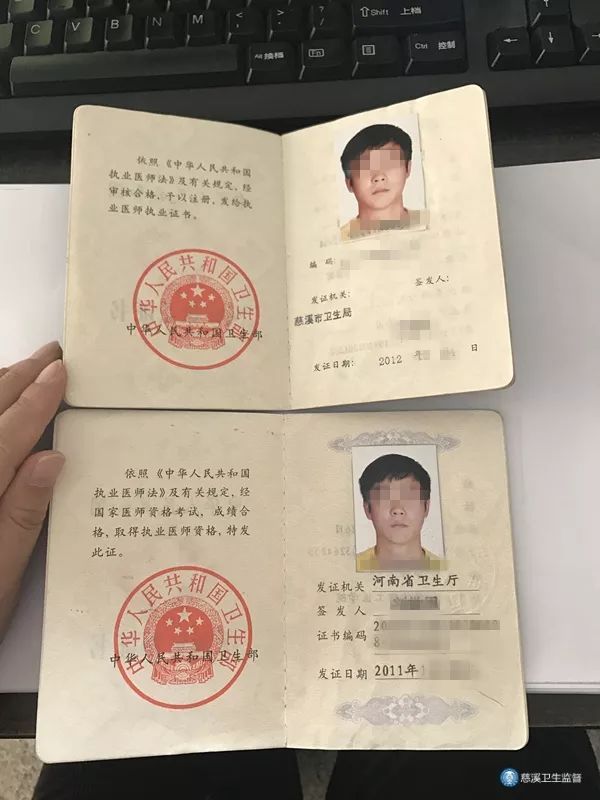 C
V
B
N
M
Shift 上档
Alt 换档
Fn
Ctrl 控制
依照《中华人民共和国
执业医师法》及有关规定，经
审核合格，予以注册，发给执
业医师执业证书。
中华人民共和国卫生部
中华人民共和国卫生部
编码
发证机关：
签发人：
慈溪市卫生局
发证日期：2012 年 日
依照《中华人民共和国
执业医师法》及有关规定，经
国家医师资格考试，成绩合
格，取得执业医师资格，特发
此证。
中华人民共和国卫生部
中华人民共和国卫生部
发证机关 河南省卫生厅
签发人
证书编码 20
8
发证日期 2011年
慈溪卫生监督